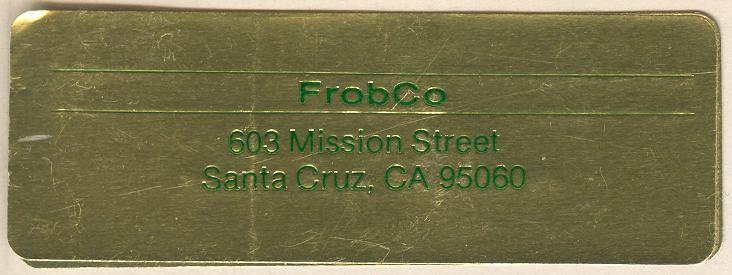 FrobCo
603 Mission Street
Santa Cruz, CA 95060